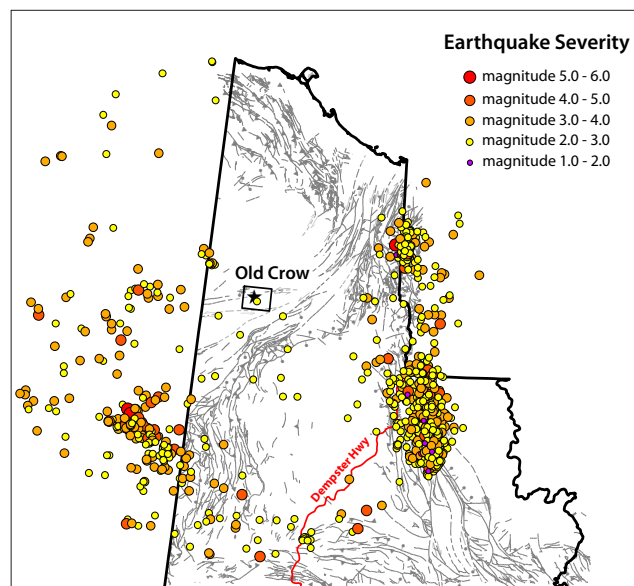 Earthquake Severity
magnitude 5.0 - 6.0
magnitude 4.0 - 5.0
magnitude 3.0 - 4.0
magnitude 2.0 - 3.0
magnitude 1.0 - 2.0
Old Crow
Dempster Hwy